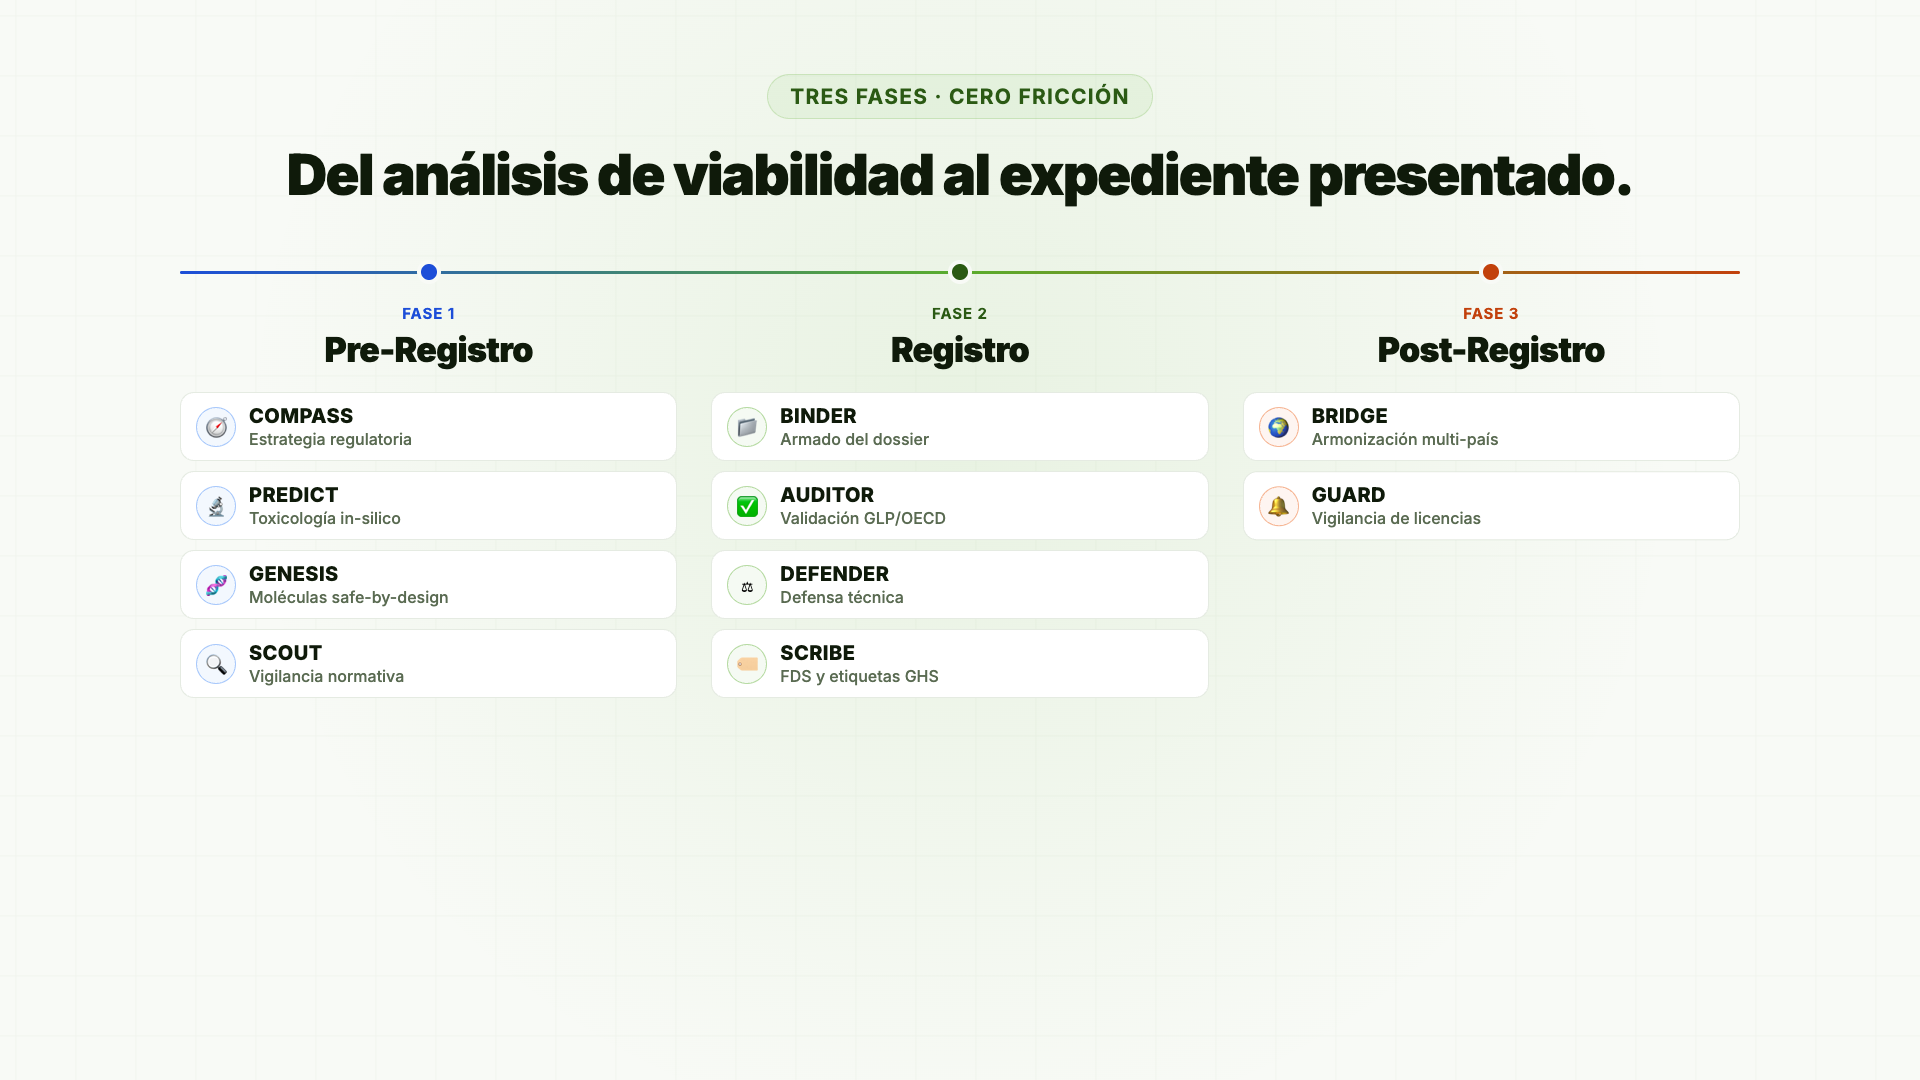 TRES FASES · CERO FRICCIÓN
Del análisis de viabilidad al expediente presentado.
FASE 1
Pre-Registro
COMPASS
Estrategia regulatoria
PREDICT
Toxicología in-silico
GENESIS
Moléculas safe-by-design
SCOUT
Vigilancia normativa
FASE 2
Registro
BINDER
Armado del dossier
AUDITOR
Validación GLP/OECD
DEFENDER
Defensa técnica
SCRIBE
FDS y etiquetas GHS
FASE 3
Post-Registro
BRIDGE
Armonización multi-país
GUARD
Vigilancia de licencias